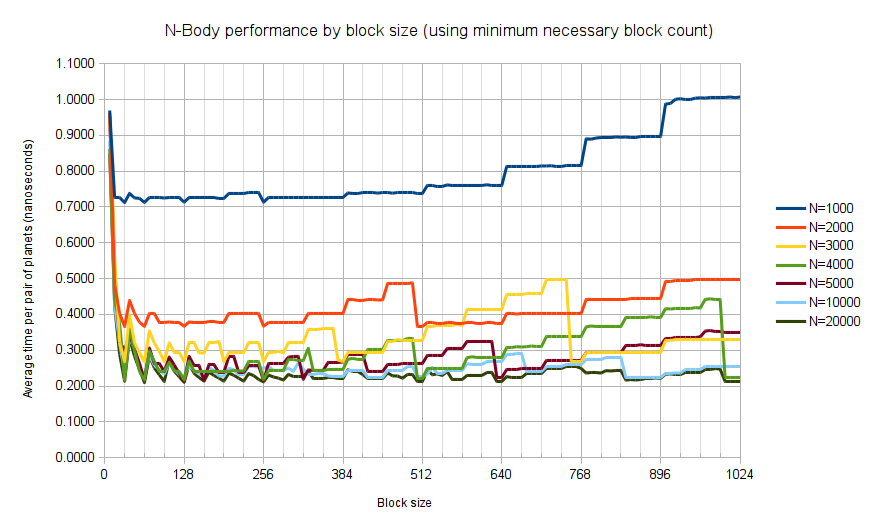 N-Body performance by block size (using minimum necessary block count)
Average time per pair of planets (nanoseconds)
1.1000
1.0000
0.9000
0.8000
0.7000
0.6000
0.5000
0.4000
0.3000
0.2000
0.1000
0.0000
0 128 256 384 512 640 768 896 1024
Block size
N=1000
N=2000
N=3000
N=4000
N=5000
N=10000
N=20000